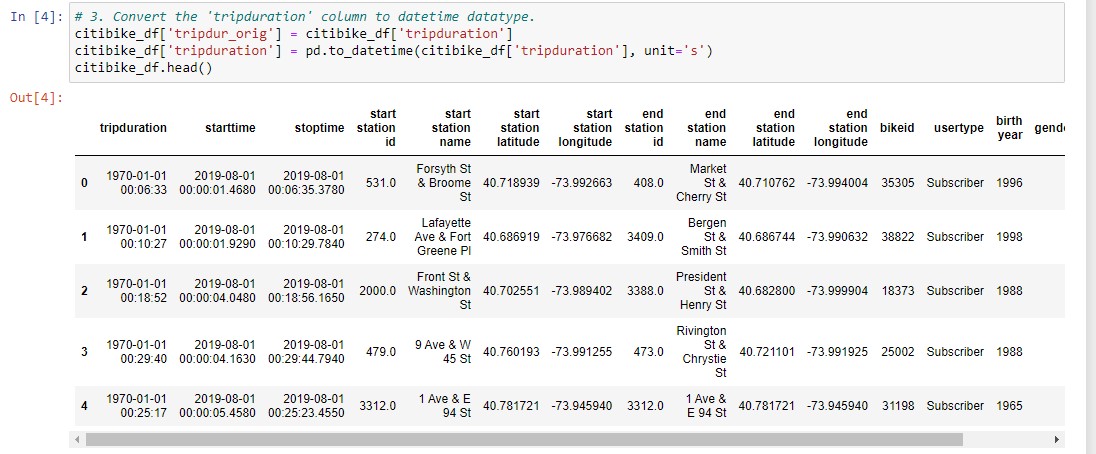 In [4]: # 3. Convert the 'tripduration' column to datetime datatype.
citibike_df['tripdur_orig'] = citibike_df['tripduration']
citibike_df['tripduration'] = pd.to_datetime(citibike_df['tripduration'], unit='s')
citibike_df.head()
Out[4]:
tripduration starttime stoptime start station id start station name start station latitude start station longitude end station id end station name end station latitude end station longitude bikeid usertype birth year gende
0 1970-01-01 00:06:33 2019-08-01 00:00:01.4680 2019-08-01 00:06:35.3780 531.0 Forsyth St & Broome St 40.718939 -73.992663 408.0 Market St & Cherry St 40.710762 -73.994004 35305 Subscriber 1996
1 1970-01-01 00:10:27 2019-08-01 00:00:01.9290 2019-08-01 00:10:29.7840 274.0 Lafayette Ave & Fort Greene Pl 40.686919 -73.976682 3409.0 Bergen St & Smith St 40.686744 -73.990632 38822 Subscriber 1998
2 1970-01-01 00:18:52 2019-08-01 00:00:04.0480 2019-08-01 00:18:56.1650 2000.0 Front St & Washington St 40.702551 -73.989402 3388.0 President St & Henry St 40.682800 -73.999904 18373 Subscriber 1988
3 1970-01-01 00:29:40 2019-08-01 00:00:04.1630 2019-08-01 00:29:44.7940 479.0 9 Ave & W 45 St 40.760193 -73.991255 473.0 Rivington St & Chrystie St 40.721101 -73.991925 25002 Subscriber 1988
4 1970-01-01 00:25:17 2019-08-01 00:00:05.4580 2019-08-01 00:25:23.4550 3312.0 1 Ave & E 94 St 40.781721 -73.945940 3312.0 1 Ave & E 94 St 40.781721 -73.945940 31198 Subscriber 1965